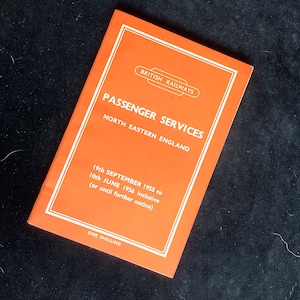 BRITISH RAILWAYS
PASSENGER SERVICES
NORTH EASTERN ENGLAND
19th SEPTEMBER 1955 to
10th JUNE 1956 inclusive
(or until further notice)
ONE SHILLING